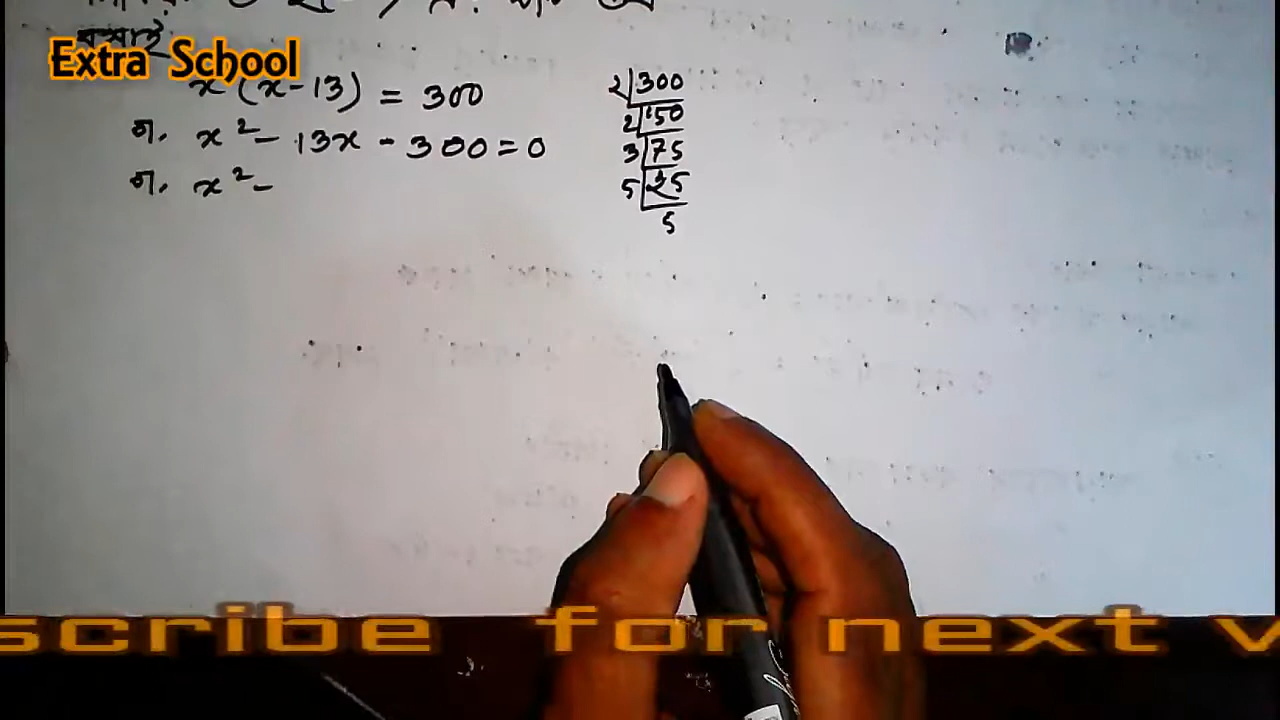 Extra School
x (x-13) = 300
বা, x² - 13x - 300 = 0
বা, x² -
2 300
2 150
3 75
5 25
5
scribe for next v